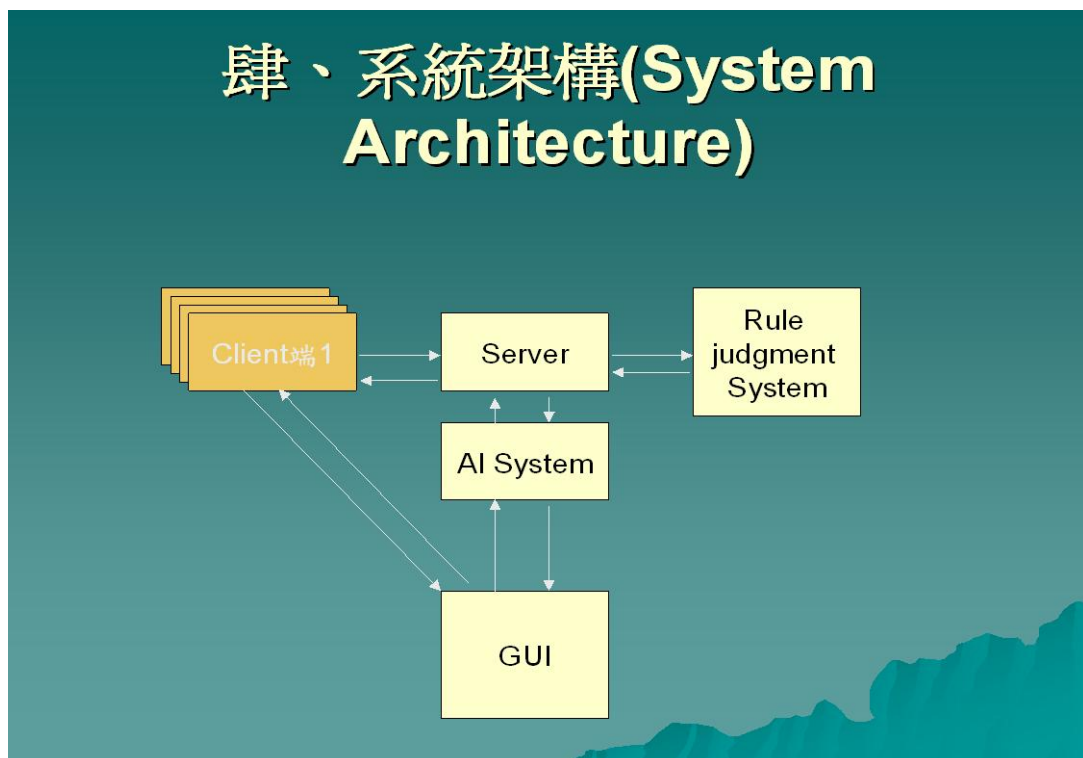 肆、系統架構(System
Architecture)
Client端1
Server
Rule
judgment
System
AI System
GUI